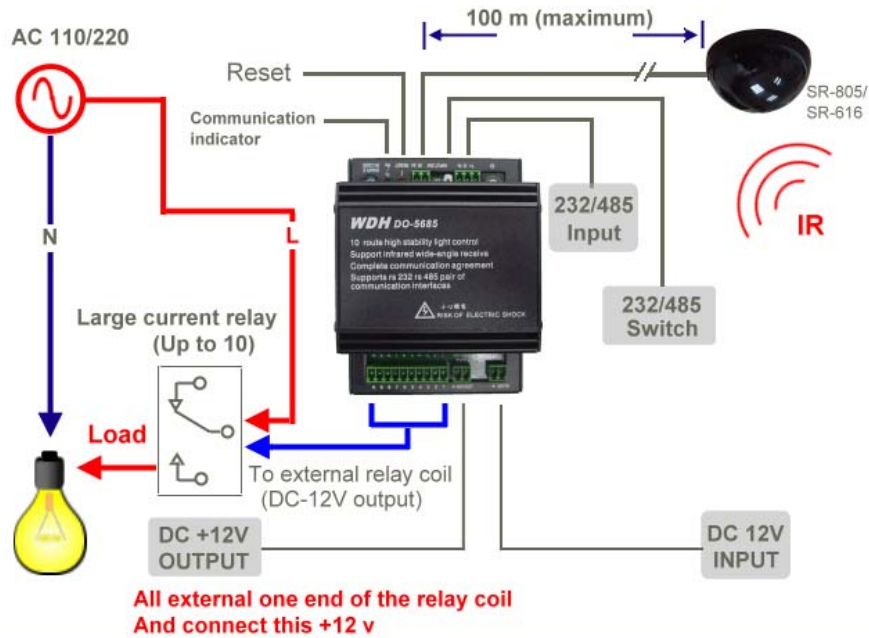 AC 110/220
100 m (maximum)
Reset
Communication
indicator
SR-805/
SR-616
IR
232/485
Input
232/485
Switch
WDH DO-5685
10 route high stability light control
Support infrared wide-angle receive
Complete communication agreement
Supports rs 232 rs 485 pair of
communication interfaces
RISK OF ELECTRIC SHOCK
N
L
Large current relay
(Up to 10)
Load
To external relay coil
(DC-12V output)
DC +12V
OUTPUT
DC 12V
INPUT
All external one end of the relay coil
And connect this +12 v